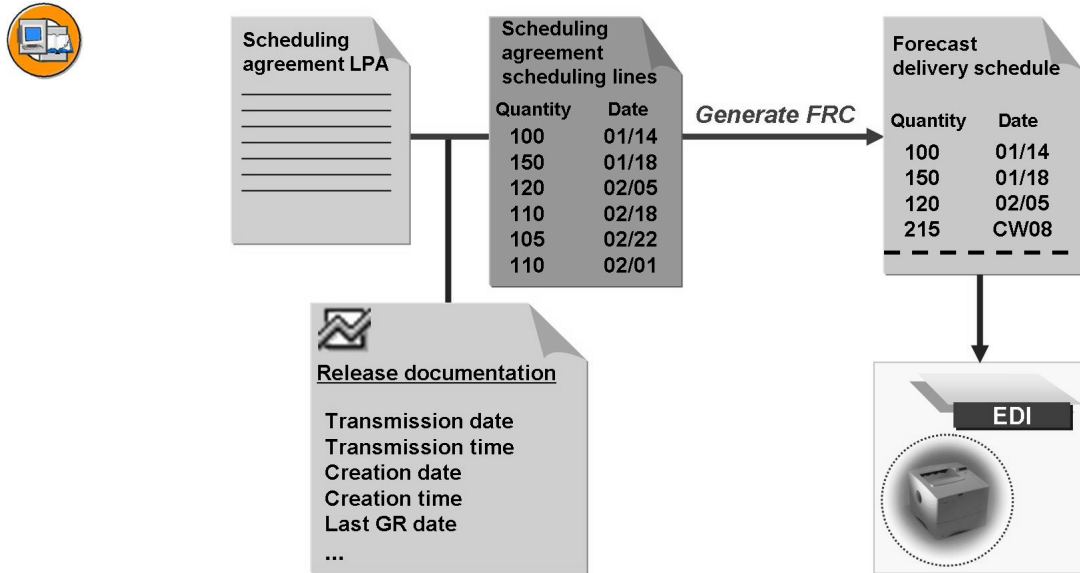 Scheduling
agreement LPA
Scheduling
agreement
scheduling lines
Quantity Date
100 01/14
150 01/18
120 02/05
110 02/18
105 02/22
110 02/01
Generate FRC
Forecast
delivery schedule
Quantity Date
100 01/14
150 01/18
120 02/05
215 CW08
Release documentation
Transmission date
Transmission time
Creation date
Creation time
Last GR date
...
EDI